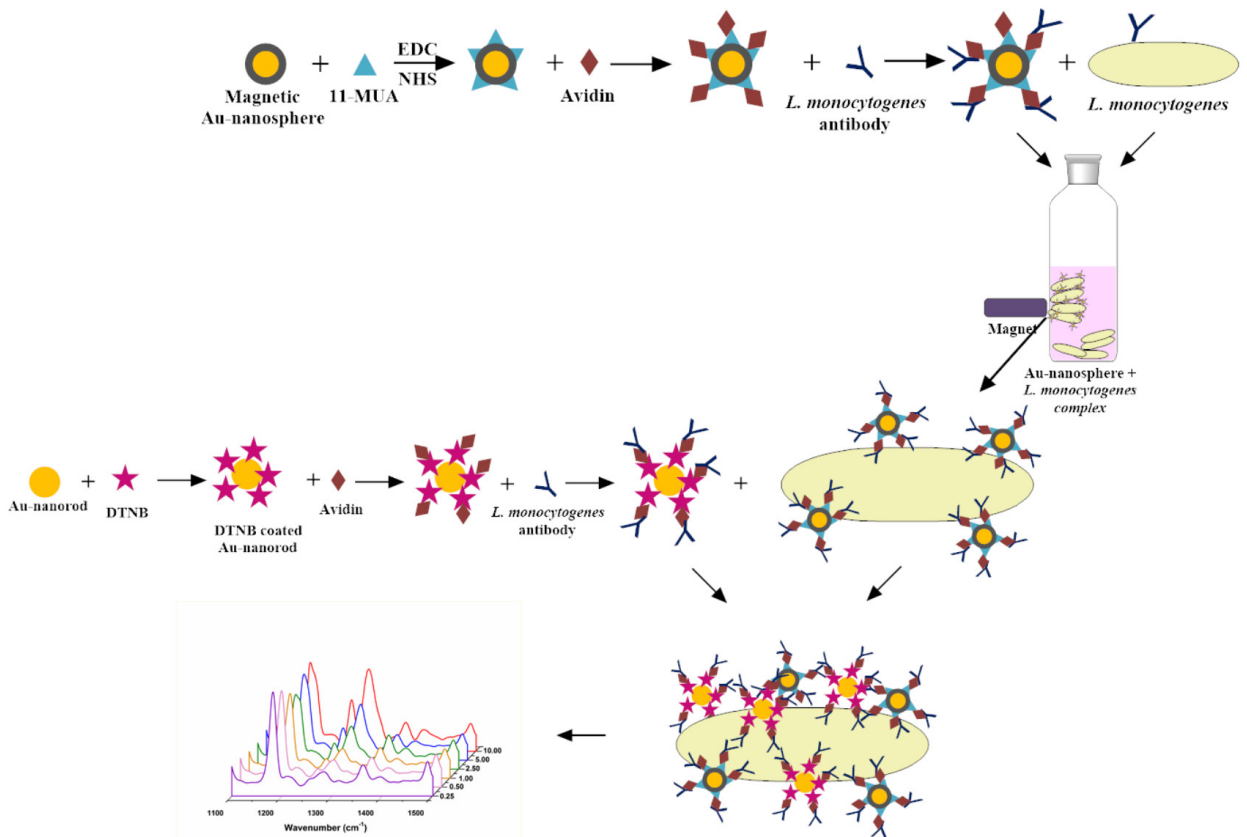 EDC
NHS
Magnetic
Au-nanosphere
+
11-MUA
+
Avidin
+
L. monocytogenes
antibody
+
L. monocytogenes
Magnet
Au-nanosphere +
L. monocytogenes
complex
Au-nanorod
+
DTNB
DTNB coated
Au-nanorod
+
Avidin
+
L. monocytogenes
antibody
+
10.00
5.00
2.50
1.00
0.50
0.25
1100 1200 1300 1400 1500
Wavenumber (cm⁻¹)